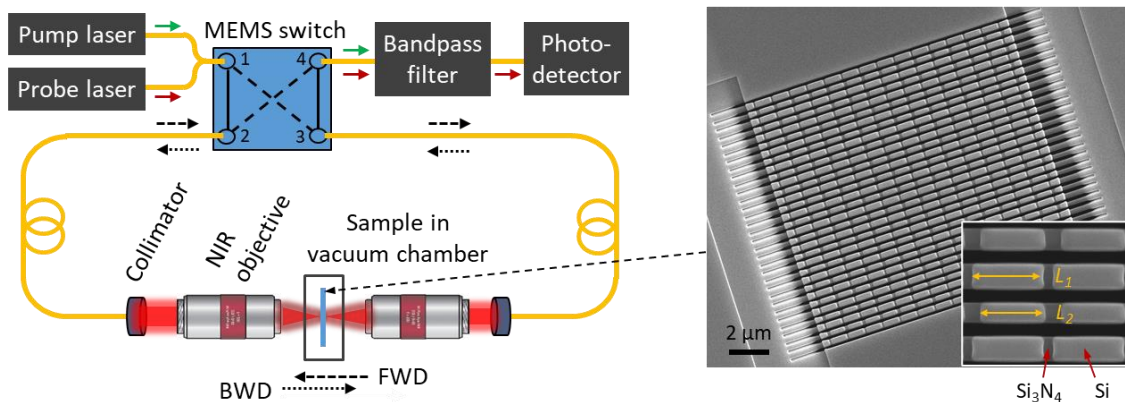 Pump laser
Probe laser
MEMS switch
1
4
2
3
Bandpass
filter
Photo-
detector
Collimator
NIR
objective
Sample in
vacuum chamber
FWD
BWD
2 μm
L1
L2
Si3N4
Si